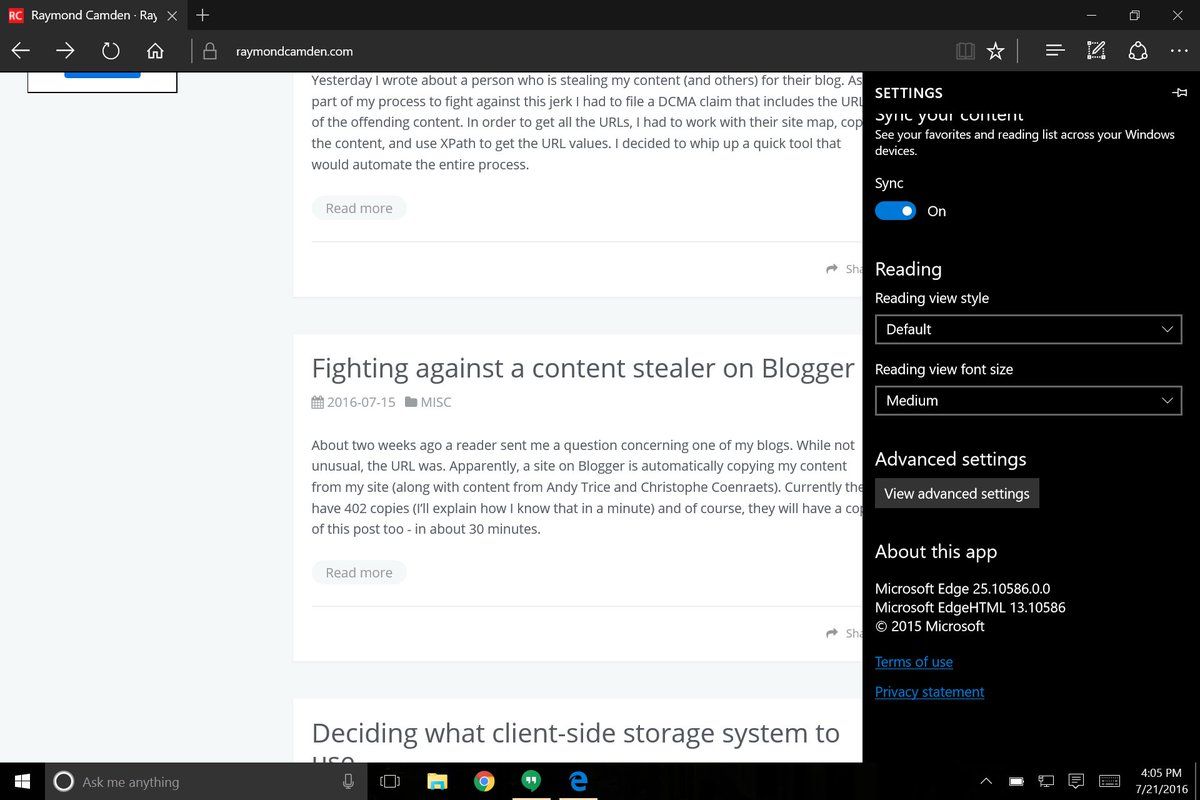 RC Raymond Camden · Ray
raymondcamden.com
Yesterday I wrote about a person who is stealing my content (and others) for their blog. As
part of my process to fight against this jerk I had to file a DCMA claim that includes the URL
of the offending content. In order to get all the URLs, I had to work with their site map, cop
the content, and use XPath to get the URL values. I decided to whip up a quick tool that
would automate the entire process.
Read more
Sha
Fighting against a content stealer on Blogger
2016-07-15 MISC
About two weeks ago a reader sent me a question concerning one of my blogs. While not
unusual, the URL was. Apparently, a site on Blogger is automatically copying my content
from my site (along with content from Andy Trice and Christophe Coenraets). Currently the
have 402 copies (I'll explain how I know that in a minute) and of course, they will have a cop
of this post too - in about 30 minutes.
Read more
Sha
Deciding what client-side storage system to
use
SETTINGS
Sync your content
See your favorites and reading list across your Windows
devices.
Sync
On
Reading
Reading view style
Default
Reading view font size
Medium
Advanced settings
View advanced settings
About this app
Microsoft Edge 25.10586.0.0
Microsoft EdgeHTML 13.10586
© 2015 Microsoft
Terms of use
Privacy statement
Ask me anything
4:05 PM
7/21/2016